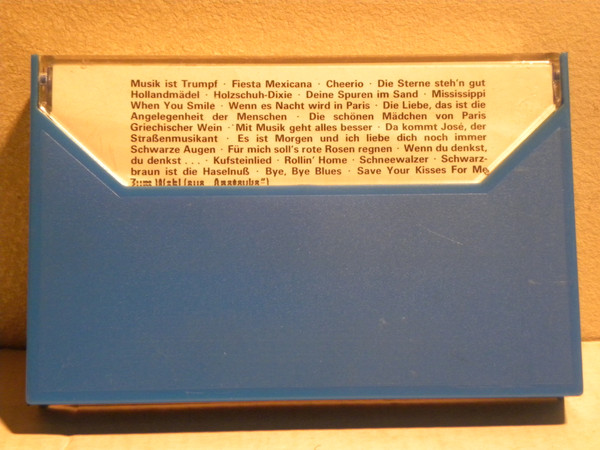 Musik ist Trumpf · Fiesta Mexicana · Cheerio · Die Sterne steh'n gut
Hollandmädel · Holzschuh-Dixie · Deine Spuren im Sand · Mississippi
When You Smile · Wenn es Nacht wird in Paris · Die Liebe, das ist die
Angelegenheit der Menschen · Die schönen Mädchen von Paris
Griechischer Wein · Mit Musik geht alles besser · Da kommt José, der
Straßenmusikant · Es ist Morgen und ich liebe dich noch immer
Schwarze Augen · Für mich soll's rote Rosen regnen · Wenn du denkst,
du denkst . . . · Kufsteinlied · Rollin' Home · Schneewalzer · Schwarz-
braun ist die Haselnuß · Bye, Bye Blues · Save Your Kisses For Me